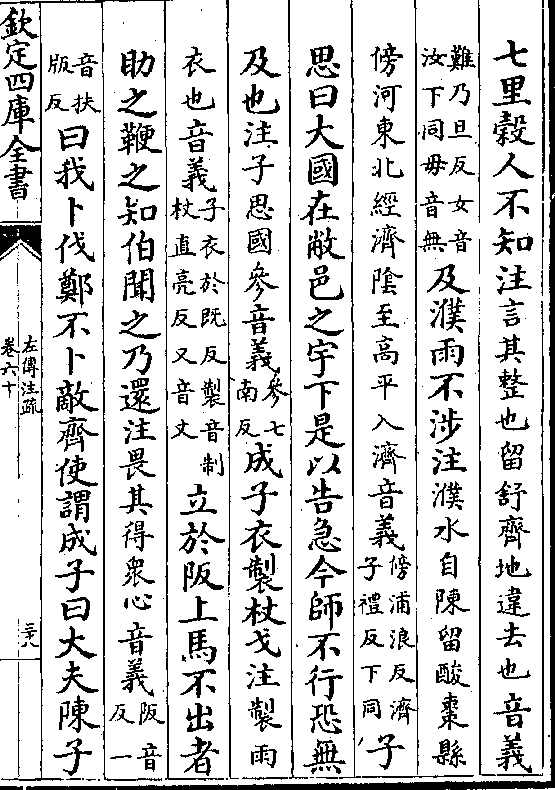 七里穀人不知注言其整也留舒齊地違去也音義
難乃旦反女音
汝下同毋音無
及濮雨不涉注濮水自陳留酸棗縣
傍河東北經濟陰至高平入濟音義
傍浦浪反濟
子禮反下同
子
思曰大國在敝邑之宇下是以告急今師不行恐無
及也注子思國參音義
參七
南反
成子衣製杖戈注製雨
衣也音義
子衣於既反製音制
杖直亮反又音丈
立於阪上馬不出者
助之鞭之知伯聞之乃還注畏其得衆心音義
阪音
反一
音扶
版反
曰我卜伐鄭不卜敵齊使謂成子曰大夫陳子
欽定四庫全書
左傳注疏
卷六十
三十八